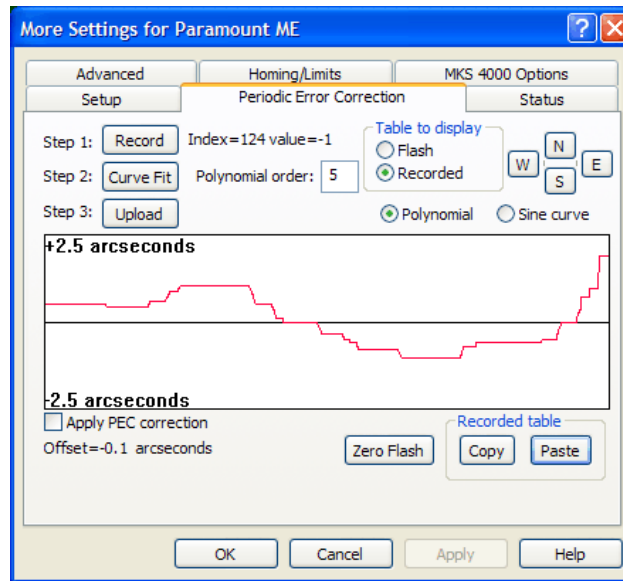 More Settings for Paramount ME
Advanced Homing/Limits MKS 4000 Options
Setup Periodic Error Correction Status
Step 1: Record Index=124 value=-1
Table to display
Flash
Recorded
N
W E
S
Step 2: Curve Fit Polynomial order: 5
Step 3: Upload
Polynomial Sine curve
+2.5 arcseconds
-2.5 arcseconds
Apply PEC correction
Offset=-0.1 arcseconds
Zero Flash
Recorded table
Copy Paste
OK Cancel Apply Help